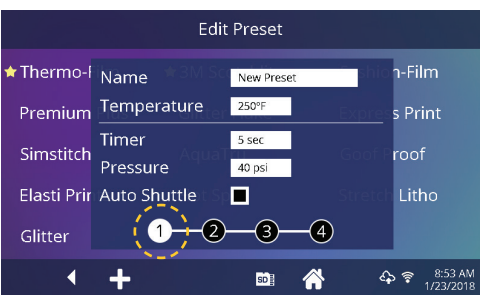 Edit Preset
Thermo-F
Name
New Preset
n-Film
Premium
Temperature
250°F
s Print
Timer
5 sec
Simstitch
Pressure
40 psi
roof
Elasti Prin
Auto Shuttle
Litho
Glitter
1
2
3
4
SD
8:53 AM
1/23/2018